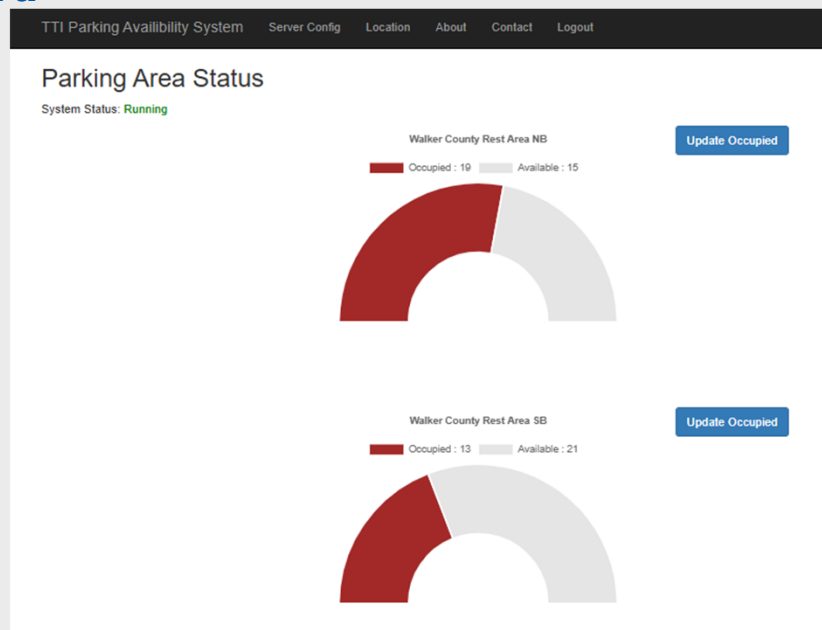 TTI Parking Availibility System Server Config Location About Contact Logout
Parking Area Status
System Status: Running
Walker County Rest Area NB
Update Occupied
Occupied : 19 Available : 15
Walker County Rest Area SB
Update Occupied
Occupied : 13 Available : 21